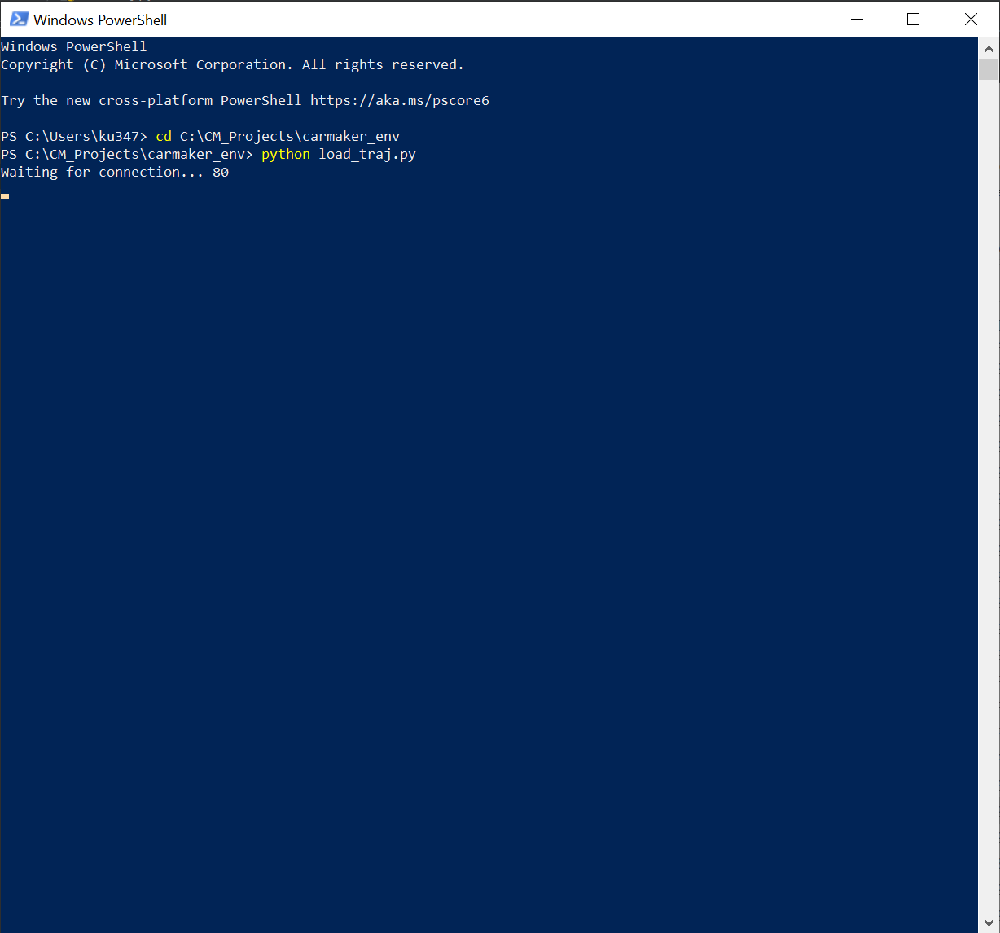 Windows PowerShell
Windows PowerShell
Copyright (C) Microsoft Corporation. All rights reserved.
Try the new cross-platform PowerShell https://aka.ms/pscore6
PS C:\Users\ku347> cd C:\CM_Projects\carmaker_env
PS C:\CM_Projects\carmaker_env> python load_traj.py
Waiting for connection... 80